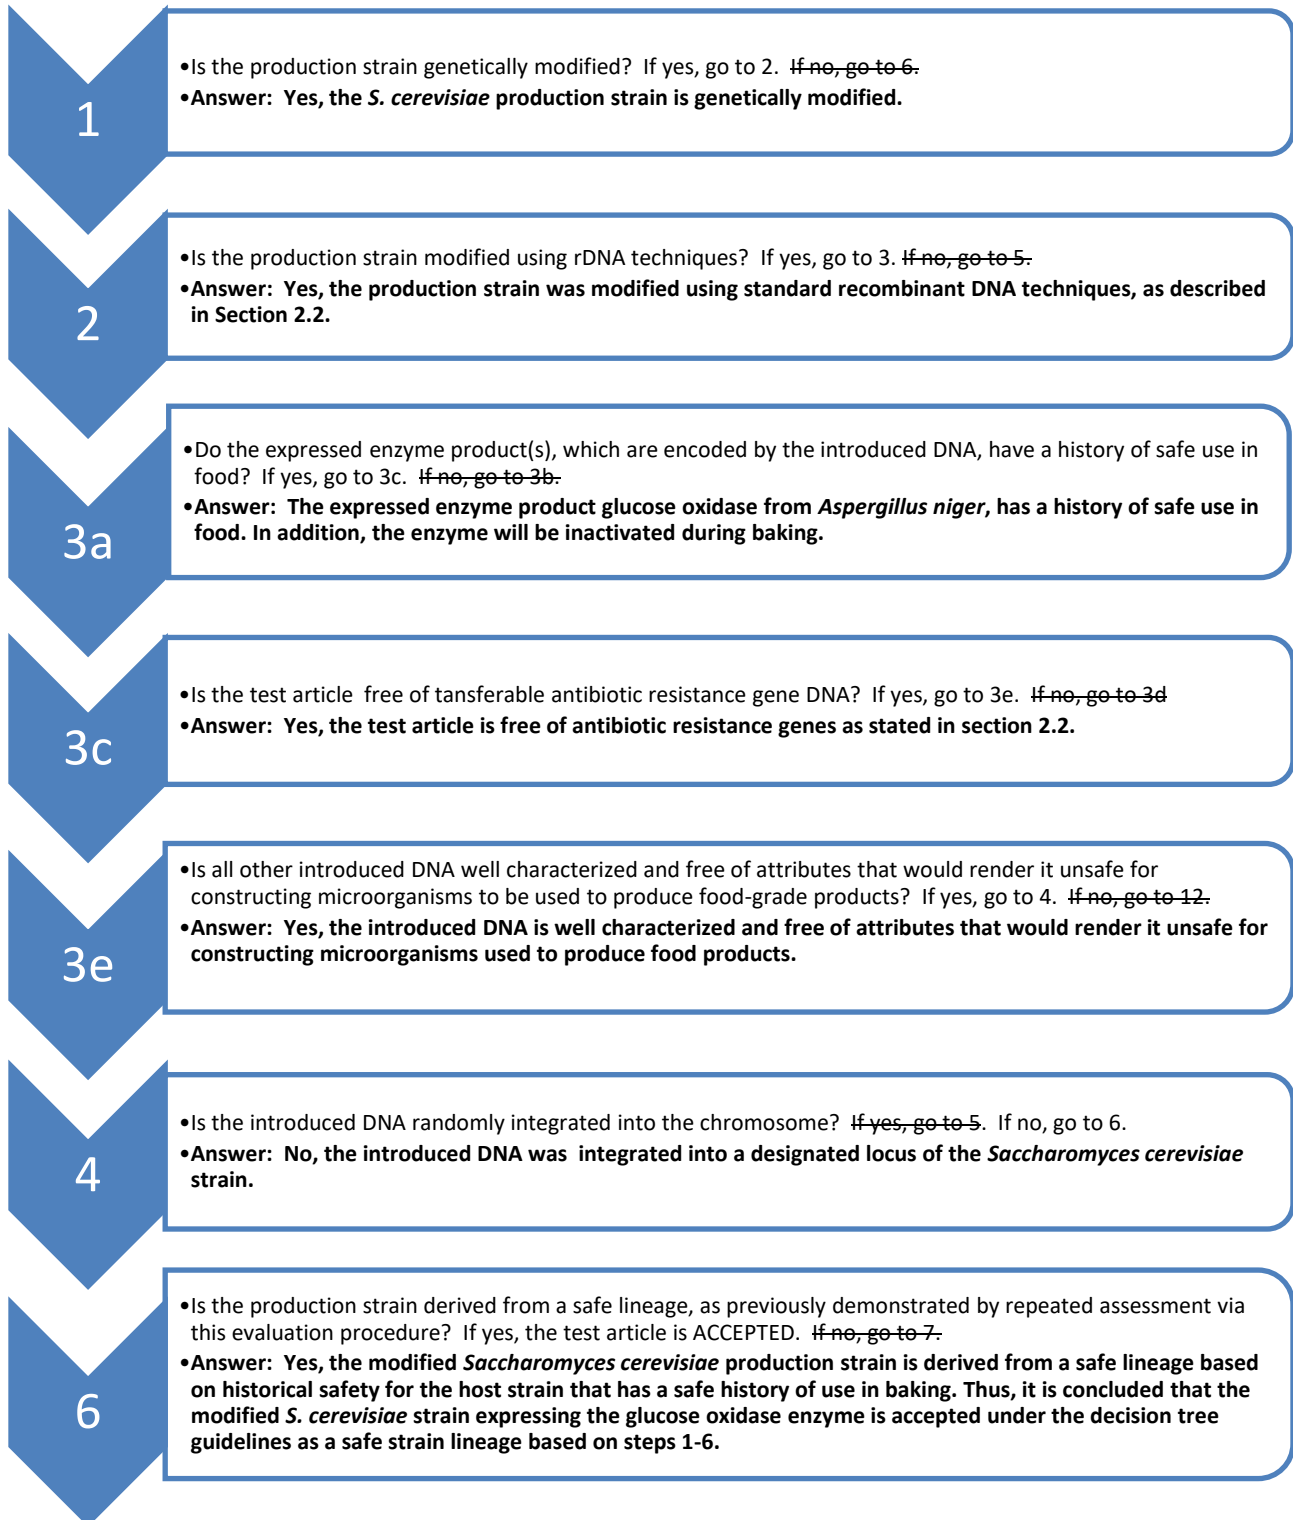 1
•Is the production strain genetically modified?  If yes, go to 2.  If no, go to 6.
•Answer:  Yes, the S. cerevisiae production strain is genetically modified.
2
•Is the production strain modified using rDNA techniques?  If yes, go to 3. If no, go to 5.
•Answer:  Yes, the production strain was modified using standard recombinant DNA techniques, as described
in Section 2.2.
3a
•Do the expressed enzyme product(s), which are encoded by the introduced DNA, have a history of safe use in
food?  If yes, go to 3c.  If no, go to 3b.
•Answer:  The expressed enzyme product glucose oxidase from Aspergillus niger, has a history of safe use in
food. In addition, the enzyme will be inactivated during baking.
3c
•Is the test article  free of tansferable antibiotic resistance gene DNA?  If yes, go to 3e.  If no, go to 3d
•Answer:  Yes, the test article is free of antibiotic resistance genes as stated in section 2.2.
3e
•Is all other introduced DNA well characterized and free of attributes that would render it unsafe for
constructing microorganisms to be used to produce food-grade products?  If yes, go to 4.  If no, go to 12.
•Answer:  Yes, the introduced DNA is well characterized and free of attributes that would render it unsafe for
constructing microorganisms used to produce food products.
4
•Is the introduced DNA randomly integrated into the chromosome?  If yes, go to 5.  If no, go to 6.
•Answer:  No, the introduced DNA was  integrated into a designated locus of the Saccharomyces cerevisiae
strain.
6
•Is the production strain derived from a safe lineage, as previously demonstrated by repeated assessment via
this evaluation procedure?  If yes, the test article is ACCEPTED.  If no, go to 7.
•Answer:  Yes, the modified Saccharomyces cerevisiae production strain is derived from a safe lineage based
on historical safety for the host strain that has a safe history of use in baking. Thus, it is concluded that the
modified S. cerevisiae strain expressing the glucose oxidase enzyme is accepted under the decision tree
guidelines as a safe strain lineage based on steps 1-6.